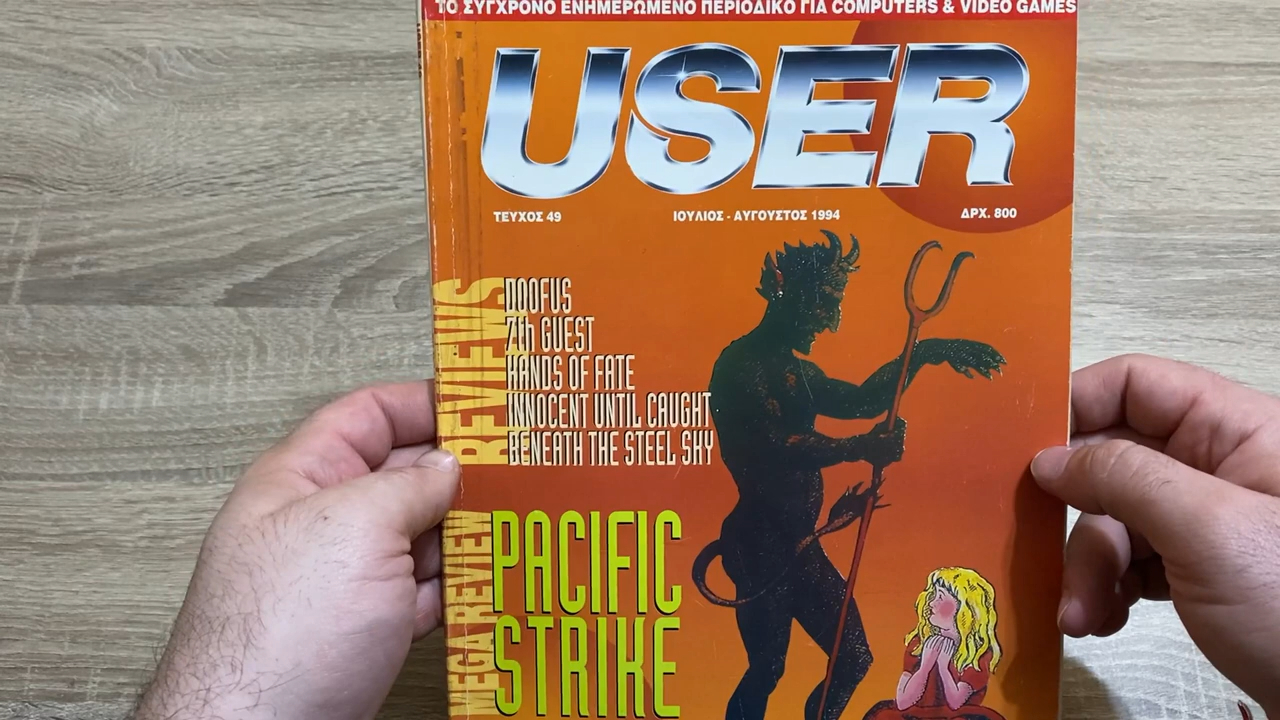 ΤΟ ΣΥΓΧΡΟΝΟ ΕΝΗΜΕΡΩΜΕΝΟ ΠΕΡΙΟΔΙΚΟ ΓΙΑ COMPUTERS & VIDEO GAMES
USER
ΤΕΥΧΟΣ 49
ΙΟΥΛΙΟΣ - ΑΥΓΟΥΣΤΟΣ 1994
ΔΡΧ. 800
REVIEWS
DOOFUS
7th GUEST
HANDS OF FATE
INNOCENT UNTIL CAUGHT
BENEATH THE STEEL SKY
MEGA REVIEW
PACIFIC
STRIKE